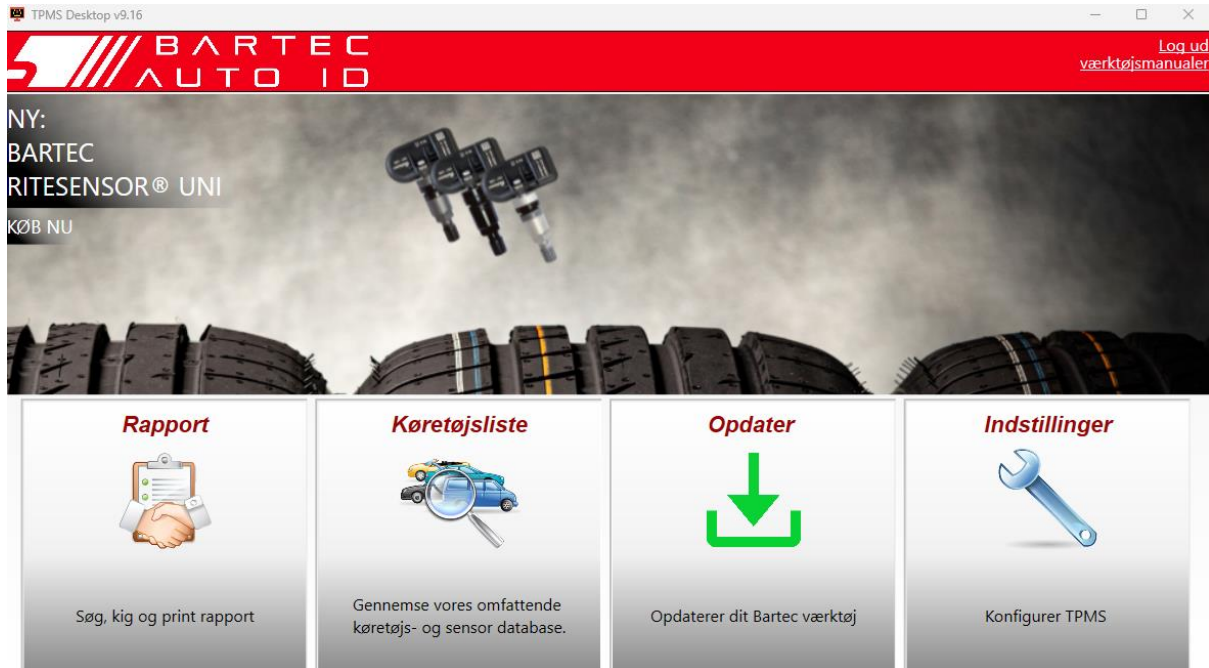 TPMS Desktop v9.16
BARTEC
AUTO ID
Log ud
værktøjsmanualer
NY:
BARTEC
RITESENSOR® UNI
KØB NU
Rapport
Søg, kig og print rapport
Køretøjsliste
Gennemse vores omfattende
køretøjs- og sensor database.
Opdater
Opdaterer dit Bartec værktøj
Indstillinger
Konfigurer TPMS